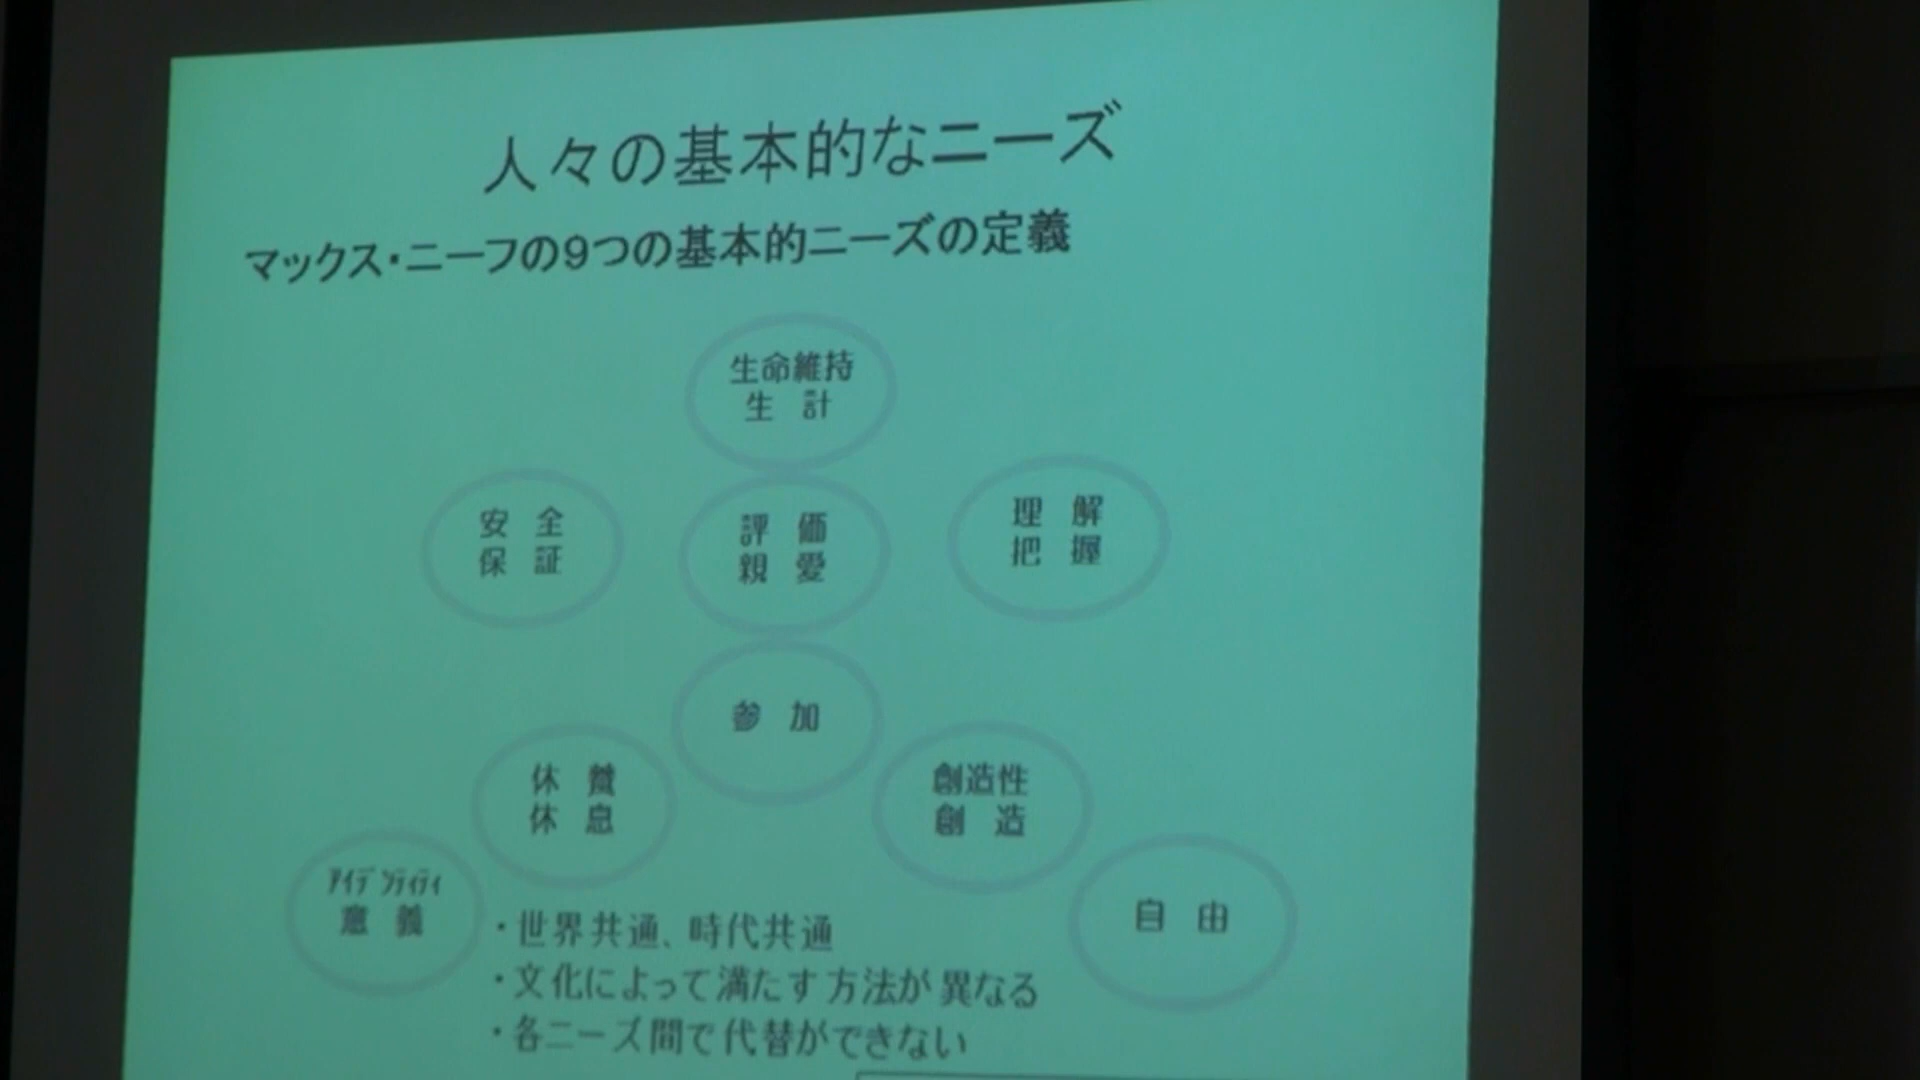 人々の基本的なニーズ
マックス・ニーフの9つの基本的ニーズの定義
生命維持
生 計
安 全
保 証
評 価
親 愛
理 解
把 握
参 加
休 養
休 息
創造性
創 造
ｱｲﾃﾞﾝﾃｨﾃｨ
意 義
自 由
・世界共通、時代共通
・文化によって満たす方法が異なる
・各ニーズ間で代替ができない